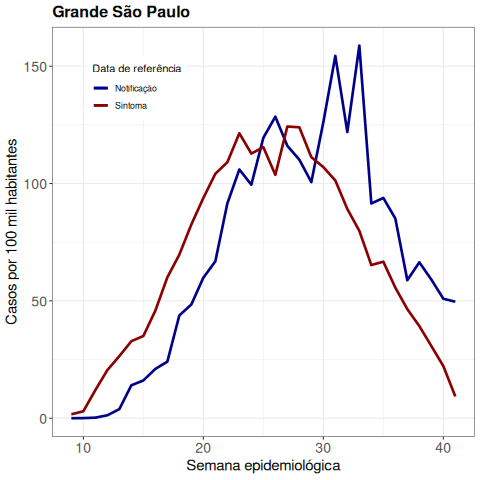 Grande São Paulo
Data de referência
Notificação
Sintoma
150
100
50
0
10
20
30
40
Casos por 100 mil habitantes
Semana epidemiológica